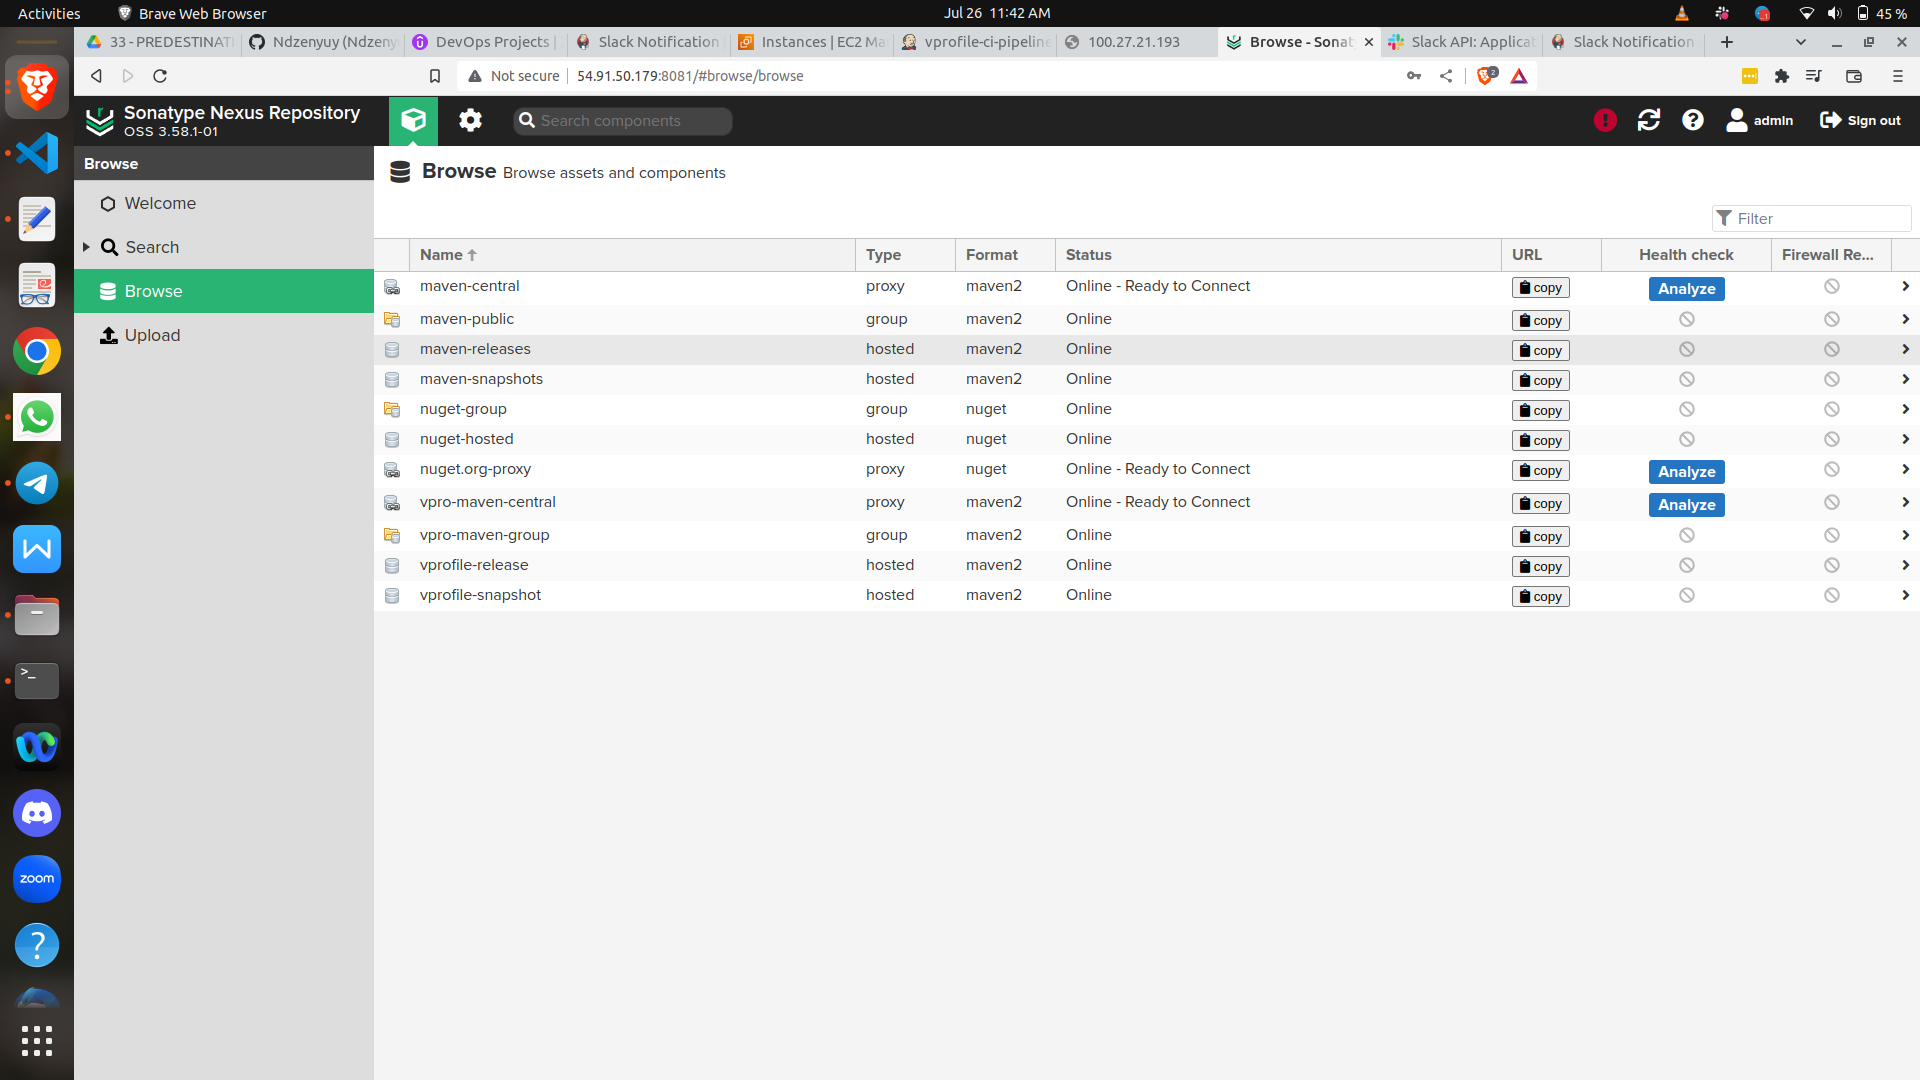 Activities Brave Web Browser Jul 26 11:42 AM 45 %
33 - PREDESTINATI Ndzenyuy (Ndzeny DevOps Projects | Slack Notification Instances | EC2 Ma vprofile-ci-pipeline 100.27.21.193 Browse - Sonat Slack API: Applicat Slack Notification
Not secure 54.91.50.179:8081/#browse/browse 2
Sonatype Nexus Repository
OSS 3.58.1-01
Search components
admin Sign out
Browse
Welcome
Search
Browse
Upload
Browse Browse assets and components
Filter
Name Type Format Status URL Health check Firewall Re...
maven-central proxy maven2 Online - Ready to Connect copy Analyze
maven-public group maven2 Online copy
maven-releases hosted maven2 Online copy
maven-snapshots hosted maven2 Online copy
nuget-group group nuget Online copy
nuget-hosted hosted nuget Online copy
nuget.org-proxy proxy nuget Online - Ready to Connect copy Analyze
vpro-maven-central proxy maven2 Online - Ready to Connect copy Analyze
vpro-maven-group group maven2 Online copy
vprofile-release hosted maven2 Online copy
vprofile-snapshot hosted maven2 Online copy
zoom